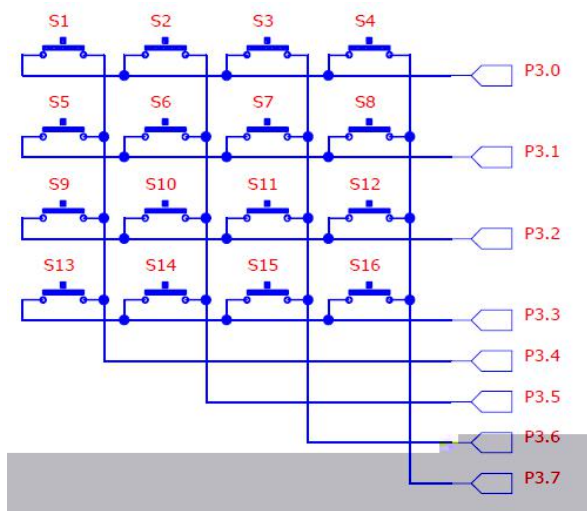 S1 S2 S3 S4
P3.0
S5 S6 S7 S8
P3.1
S9 S10 S11 S12
P3.2
S13 S14 S15 S16
P3.3
P3.4
P3.5
P3.6
P3.7